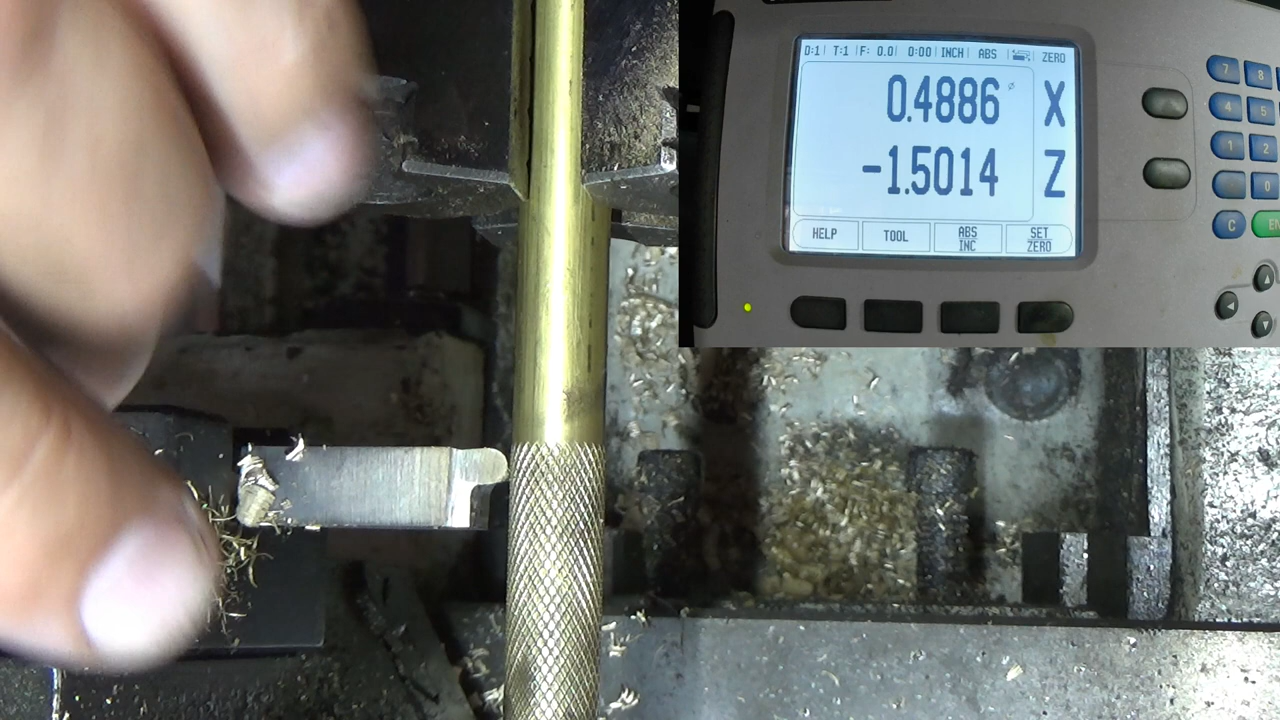 D:1 T:1 F: 0.0 0:00 INCH ABS ZERO
0.4886 ⌀ X
-1.5014 Z
HELP TOOL ABS INC SET ZERO
7 8
4 5
1 2
0
C